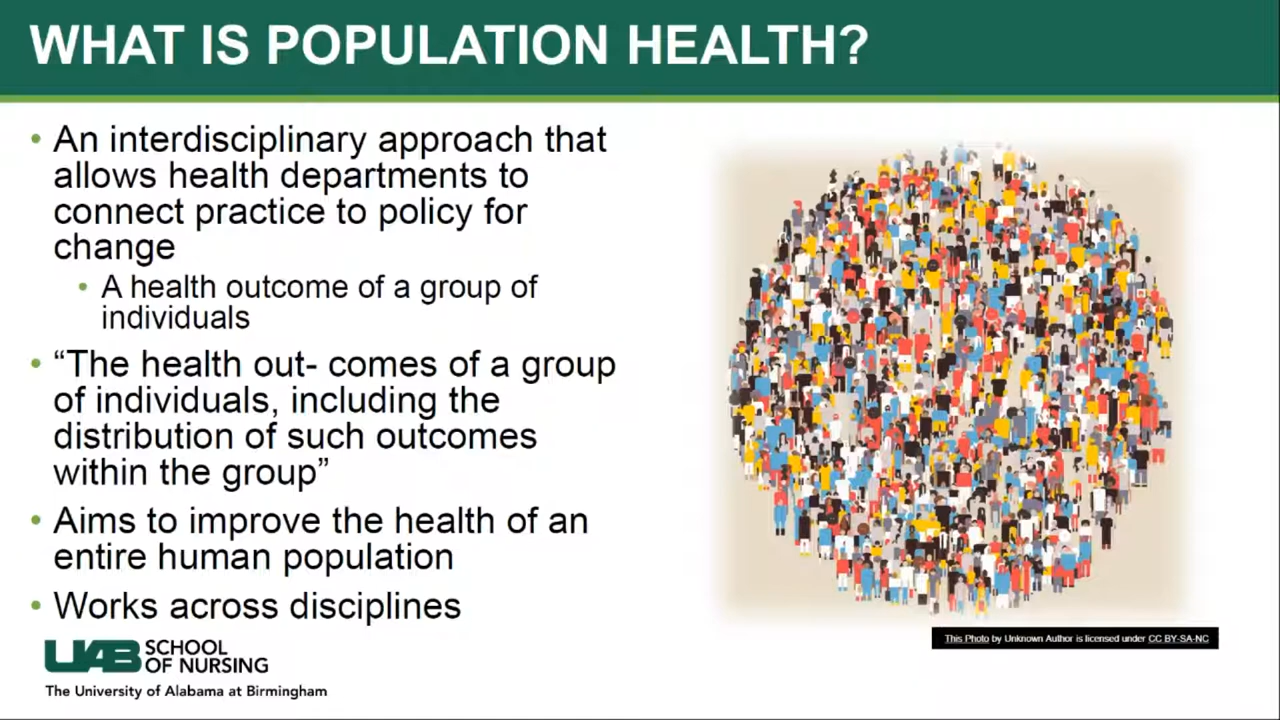 WHAT IS POPULATION HEALTH?
• An interdisciplinary approach that
allows health departments to
connect practice to policy for
change
• A health outcome of a group of
individuals
• “The health out- comes of a group
of individuals, including the
distribution of such outcomes
within the group”
• Aims to improve the health of an
entire human population
• Works across disciplines
UAB SCHOOL
OF NURSING
The University of Alabama at Birmingham
This Photo by Unknown Author is licensed under CC BY-SA-NC